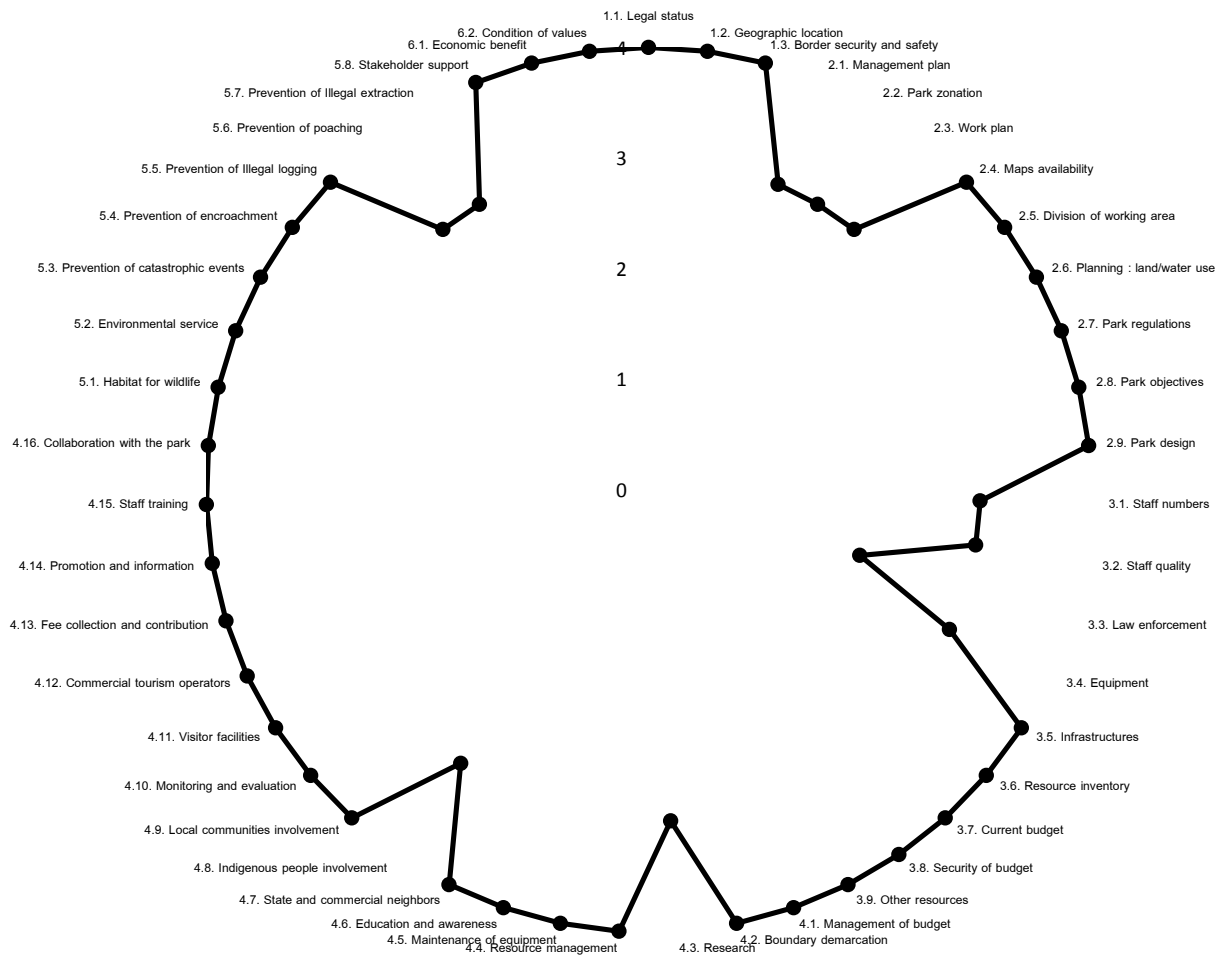 1.1. Legal status
1.2. Geographic location
1.3. Border security and safety
2.1. Management plan
2.2. Park zonation
2.3. Work plan
2.4. Maps availability
2.5. Division of working area
2.6. Planning : land/water use
2.7. Park regulations
2.8. Park objectives
2.9. Park design
3.1. Staff numbers
3.2. Staff quality
3.3. Law enforcement
3.4. Equipment
3.5. Infrastructures
3.6. Resource inventory
3.7. Current budget
3.8. Security of budget
3.9. Other resources
4.1. Management of budget
4.2. Boundary demarcation
4.3. Research
4.4. Resource management
4.5. Maintenance of equipment
4.6. Education and awareness
4.7. State and commercial neighbors
4.8. Indigenous people involvement
4.9. Local communities involvement
4.10. Monitoring and evaluation
4.11. Visitor facilities
4.12. Commercial tourism operators
4.13. Fee collection and contribution
4.14. Promotion and information
4.15. Staff training
4.16. Collaboration with the park
5.1. Habitat for wildlife
5.2. Environmental service
5.3. Prevention of catastrophic events
5.4. Prevention of encroachment
5.5. Prevention of Illegal logging
5.6. Prevention of poaching
5.7. Prevention of Illegal extraction
5.8. Stakeholder support
6.1. Economic benefit
6.2. Condition of values
4
3
2
1
0